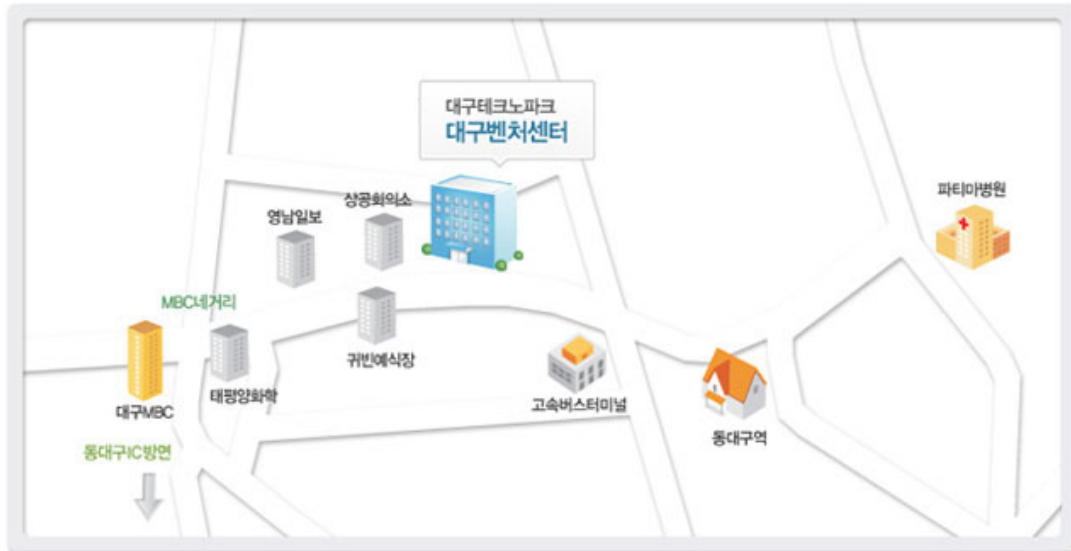 대구테크노파크
대구벤처센터
파티마병원
상공회의소
영남일보
MBC네거리
귀빈예식장
태평양화학
대구MBC
고속버스터미널
동대구역
동대구IC방면